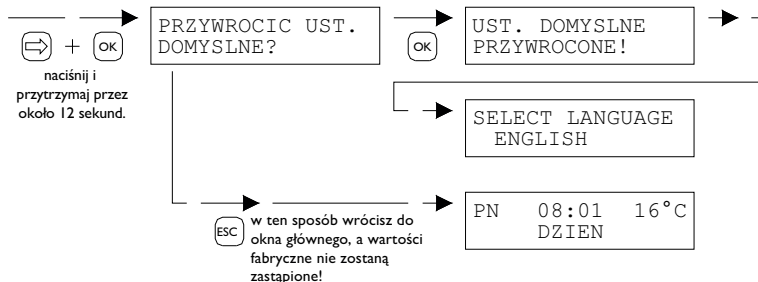 PRZYWROCIC UST.
DOMYSLNE?
UST. DOMYSLNE
PRZYWROCONE!
+ OK
OK
naciśnij i
przytrzymaj przez
około 12 sekund.
SELECT LANGUAGE
ENGLISH
ESC
w ten sposób wrócisz do
okna głównego, a wartości
fabryczne nie zostaną
zastąpione!
PN 08:01 16°C
DZIEN